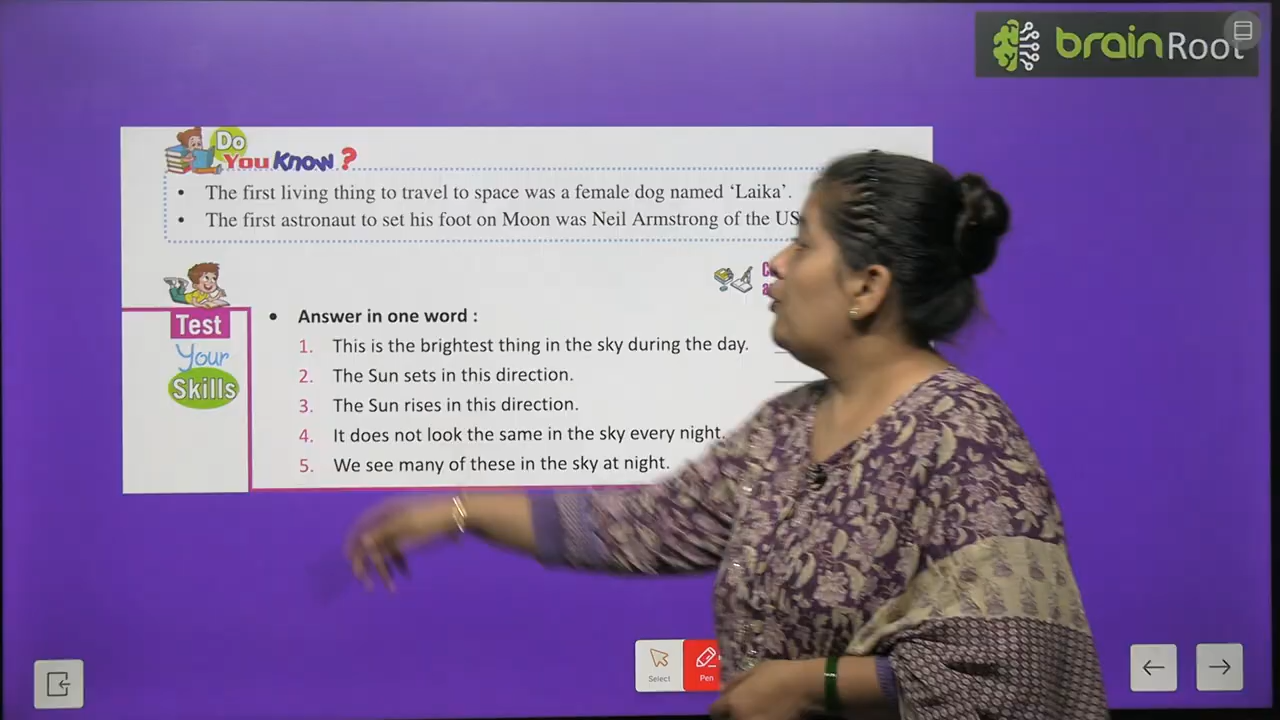 brainRoot
Do
You Know ?
• The first living thing to travel to space was a female dog named ‘Laika’.
• The first astronaut to set his foot on Moon was Neil Armstrong of the US
Test
Your
Skills
• Answer in one word :
1. This is the brightest thing in the sky during the day.
2. The Sun sets in this direction.
3. The Sun rises in this direction.
4. It does not look the same in the sky every night.
5. We see many of these in the sky at night.
Select
Pen